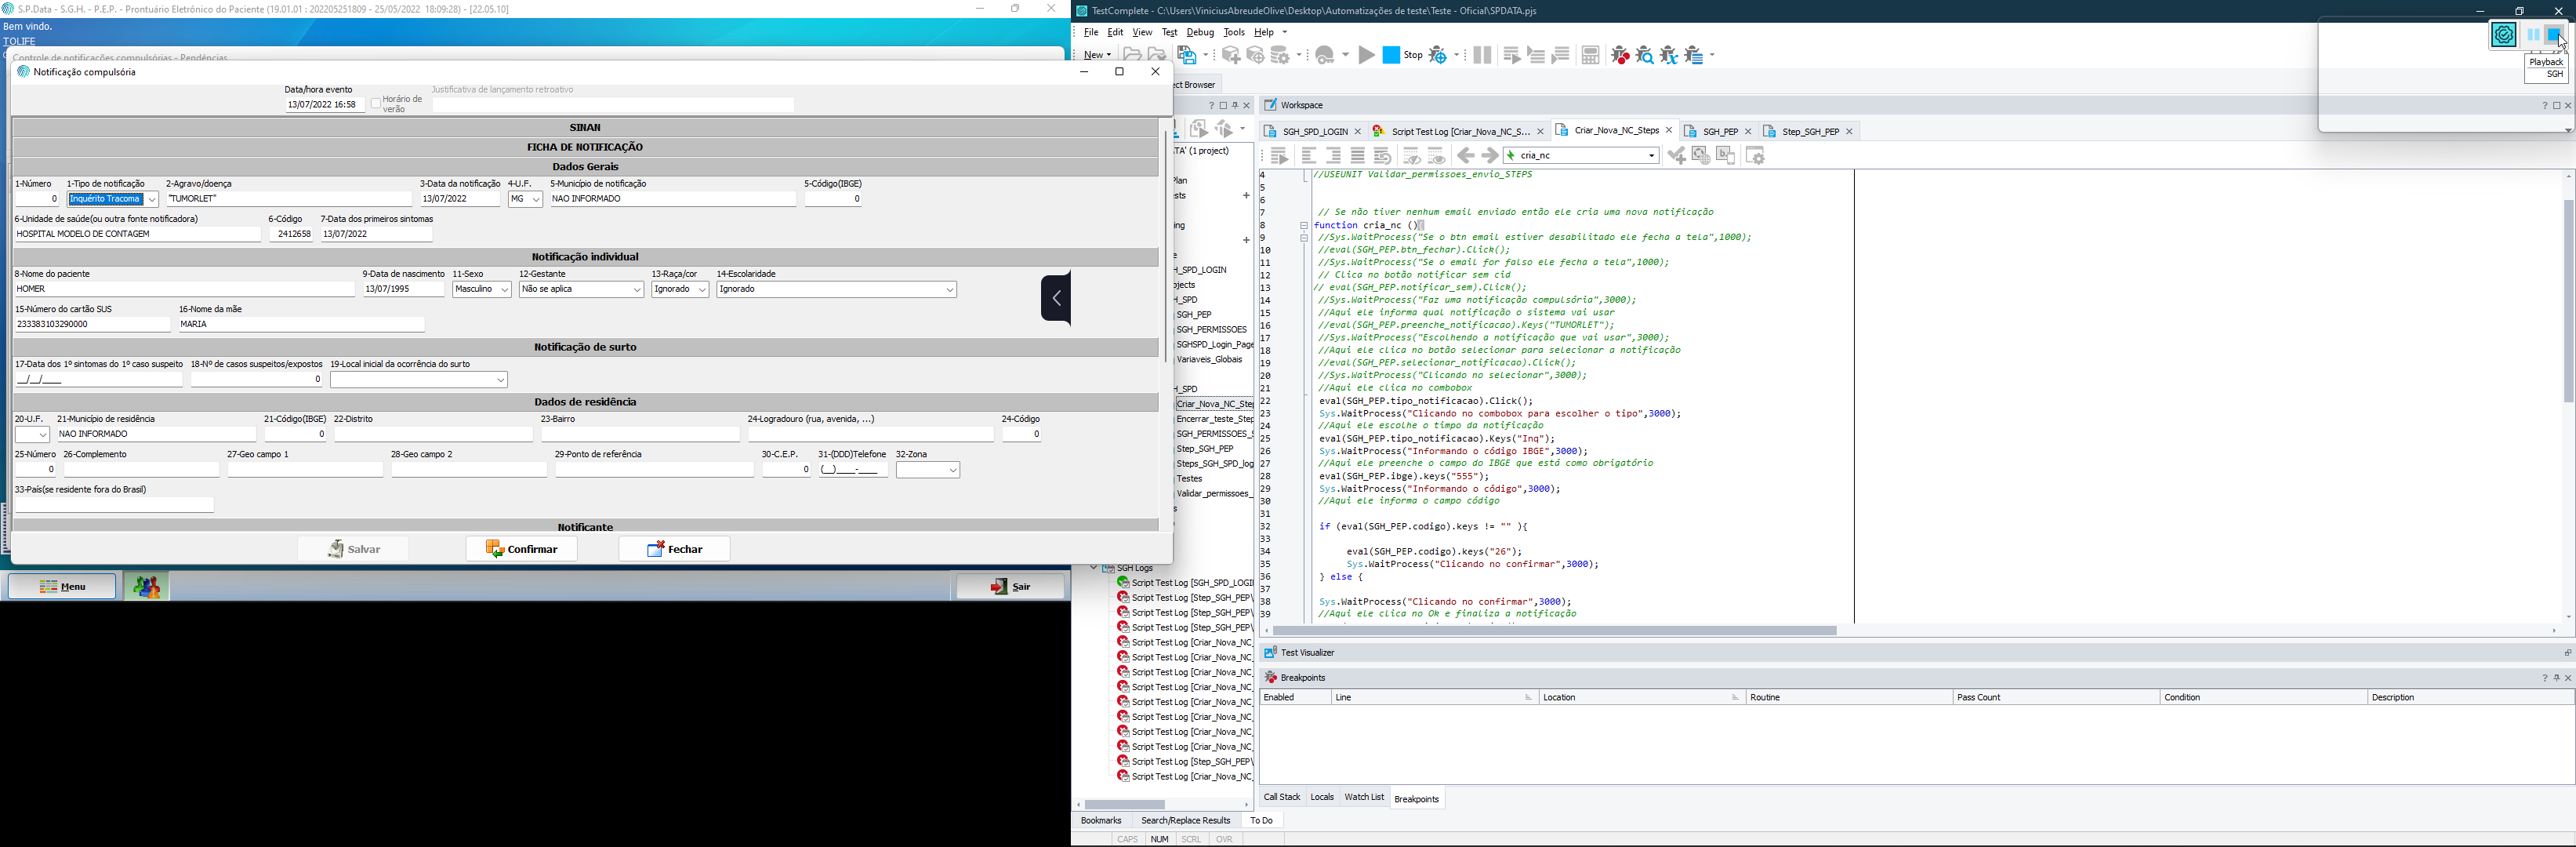 S.P.Data - S.G.H. - P.E.P. - Prontuário Eletrônico do Paciente (19.01.01 : 202205251809 - 25/05/2022 18:09:28) - [22.05.10]
Bem vindo.
TOLIFE
Controle de notificações compulsórias - Pendências
Notificação compulsória
Data/hora evento
Justificativa de lançamento retroativo
13/07/2022 16:58
Horário de verão
SINAN
FICHA DE NOTIFICAÇÃO
Dados Gerais
1-Número 1-Tipo de notificação 2-Agravo/doença 3-Data da notificação 4-U.F. 5-Município de notificação 5-Código(IBGE)
0 Inquérito Tracoma "TUMORLET" 13/07/2022 MG NAO INFORMADO 0
6-Unidade de saúde(ou outra fonte notificadora) 6-Código 7-Data dos primeiros sintomas
HOSPITAL MODELO DE CONTAGEM 2412658 13/07/2022
Notificação individual
8-Nome do paciente 9-Data de nascimento 11-Sexo 12-Gestante 13-Raça/cor 14-Escolaridade
HOMER 13/07/1995 Masculino Não se aplica Ignorado Ignorado
15-Número do cartão SUS 16-Nome da mãe
233383103290000 MARIA
Notificação de surto
17-Data dos 1º sintomas do 1º caso suspeito 18-Nº de casos suspeitos/expostos 19-Local inicial da ocorrência do surto
__/__/____ 0
Dados de residência
20-U.F. 21-Município de residência 21-Código(IBGE) 22-Distrito 23-Bairro 24-Logradouro (rua, avenida, ...) 24-Código
NAO INFORMADO 0 0
25-Número 26-Complemento 27-Geo campo 1 28-Geo campo 2 29-Ponto de referência 30-C.E.P. 31-(DDD)Telefone 32-Zona
0 0 (__)____-____
33-País(se residente fora do Brasil)
Notificante
Salvar Confirmar Fechar
Menu Sair
TestComplete - C:\Users\ViniciusAbreudeOlive\Desktop\Automatizações de teste\Teste - Oficial\SPDATA.pjs
File Edit View Test Debug Tools Help
New Stop
Playback
SGH
ect Browser
Workspace
SGH_SPD_LOGIN Script Test Log [Criar_Nova_NC_S... Criar_Nova_NC_Steps SGH_PEP Step_SGH_PEP
cria_nc
ATA' (1 project)
Plan
sts
ing
e
H_SPD_LOGIN
bjects
H_SPD
SGH_PEP
SGH_PERMISSOES
SGHSPD_Login_Page
Variaveis_Globais
H_SPD
Criar_Nova_NC_Step
Encerrar_teste_Step
SGH_PERMISSOES_S
Step_SGH_PEP
Steps_SGH_SPD_log
Testes
Validar_permissoes_
SGH Logs
Script Test Log [SGH_SPD_LOGI
Script Test Log [Step_SGH_PEP\
Script Test Log [Step_SGH_PEP\
Script Test Log [Step_SGH_PEP\
Script Test Log [Criar_Nova_NC_
Script Test Log [Criar_Nova_NC_
Script Test Log [Criar_Nova_NC_
Script Test Log [Criar_Nova_NC_
Script Test Log [Criar_Nova_NC_
Script Test Log [Criar_Nova_NC_
Script Test Log [Criar_Nova_NC_
Script Test Log [Criar_Nova_NC_
Script Test Log [Step_SGH_PEP\
Script Test Log [Criar_Nova_NC_
4 //USEUNIT Validar_permissoes_envio_STEPS
5
6
7 // Se não tiver nenhum email enviado então ele cria uma nova notificação
8 function cria_nc (){
9 //Sys.WaitProcess("Se o btn email estiver desabilitado ele fecha a tela",1000);
10 //eval(SGH_PEP.btn_fechar).Click();
11 //Sys.WaitProcess("Se o email for falso ele fecha a tela",1000);
12 // Clica no botão notificar sem cid
13 // eval(SGH_PEP.notificar_sem).Click();
14 //Sys.WaitProcess("Faz uma notificação compulsória",3000);
15 //Aqui ele informa qual notificação o sistema vai usar
16 //eval(SGH_PEP.preenche_notificacao).Keys("TUMORLET");
17 //Sys.WaitProcess("Escolhendo a notificação que vai usar",3000);
18 //Aqui ele clica no botão selecionar para selecionar a notificação
19 //eval(SGH_PEP.selecionar_notificacao).Click();
20 //Sys.WaitProcess("Clicando no selecionar",3000);
21 //Aqui ele clica no combobox
22 eval(SGH_PEP.tipo_notificacao).Click();
23 Sys.WaitProcess("Clicando no combobox para escolher o tipo",3000);
24 //Aqui ele escolhe o timpo da notificação
25 eval(SGH_PEP.tipo_notificacao).Keys("Inq");
26 Sys.WaitProcess("Informando o código IBGE",3000);
27 //Aqui ele preenche o campo do IBGE que está como obrigatório
28 eval(SGH_PEP.ibge).keys("555");
29 Sys.WaitProcess("Informando o código",3000);
30 //Aqui ele informa o campo código
31
32 if (eval(SGH_PEP.codigo).keys != "" ){
33
34 eval(SGH_PEP.codigo).keys("26");
35 Sys.WaitProcess("Clicando no confirmar",3000);
36 } else {
37
38 Sys.WaitProcess("Clicando no confirmar",3000);
39 //Aqui ele clica no Ok e finaliza a notificação
Test Visualizer
Breakpoints
Enabled Line Location Routine Pass Count Condition Description
Call Stack Locals Watch List Breakpoints
Bookmarks Search/Replace Results To Do
CAPS NUM SCRL OVR